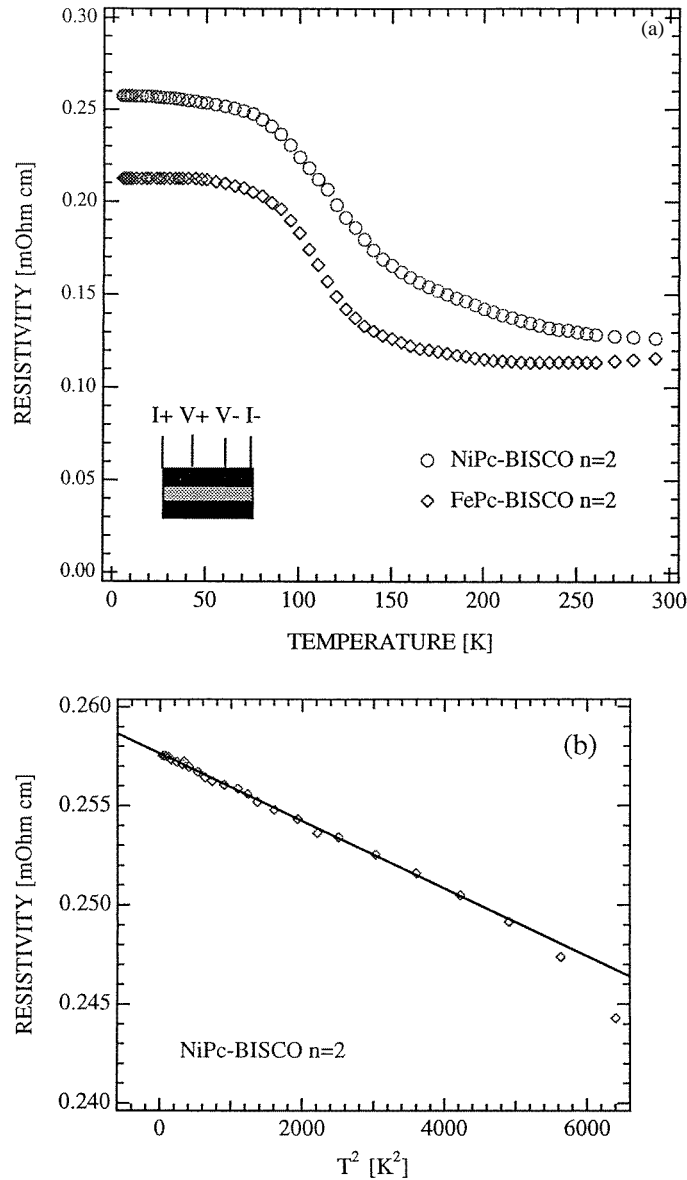 (a)
0.30
0.25
0.20
0.15
0.10
0.05
0.00
RESISTIVITY [mOhm cm]
I+ V+ V- I-
NiPc-BISCO n=2
FePc-BISCO n=2
0 50 100 150 200 250 300
TEMPERATURE [K]
(b)
0.260
0.255
0.250
0.245
0.240
RESISTIVITY [mOhm cm]
NiPc-BISCO n=2
0 2000 4000 6000
T² [K²]